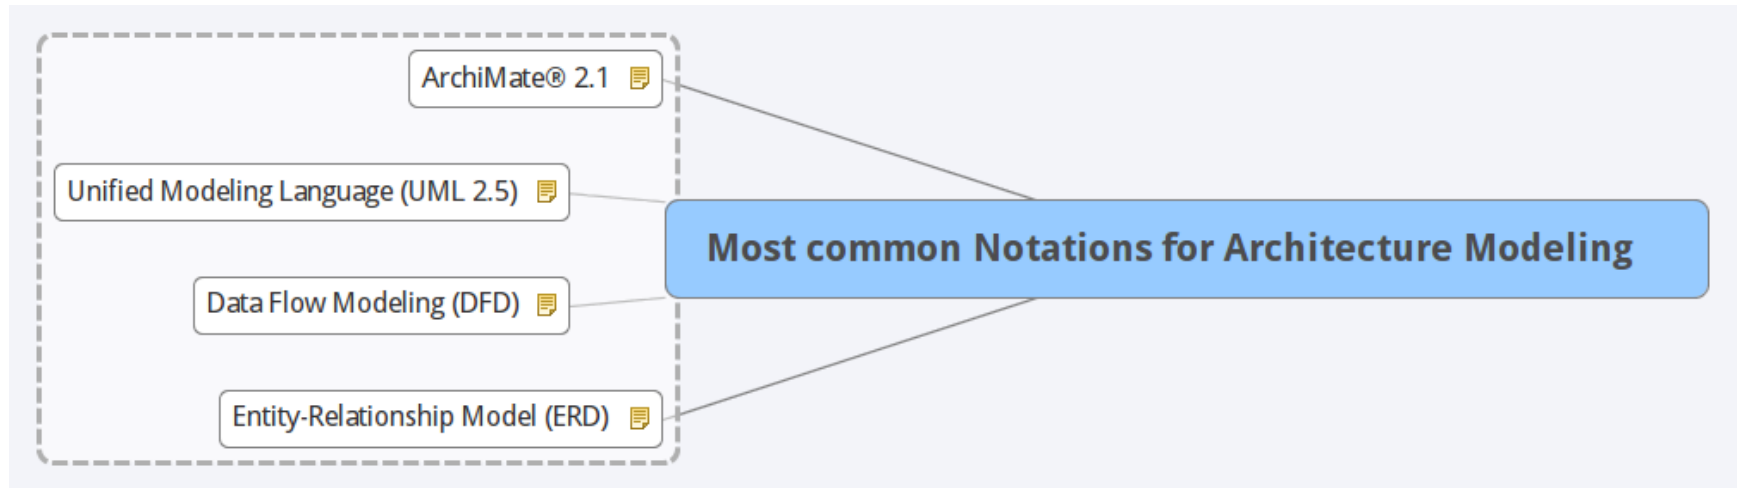 ArchiMate® 2.1
Unified Modeling Language (UML 2.5)
Most common Notations for Architecture Modeling
Data Flow Modeling (DFD)
Entity-Relationship Model (ERD)